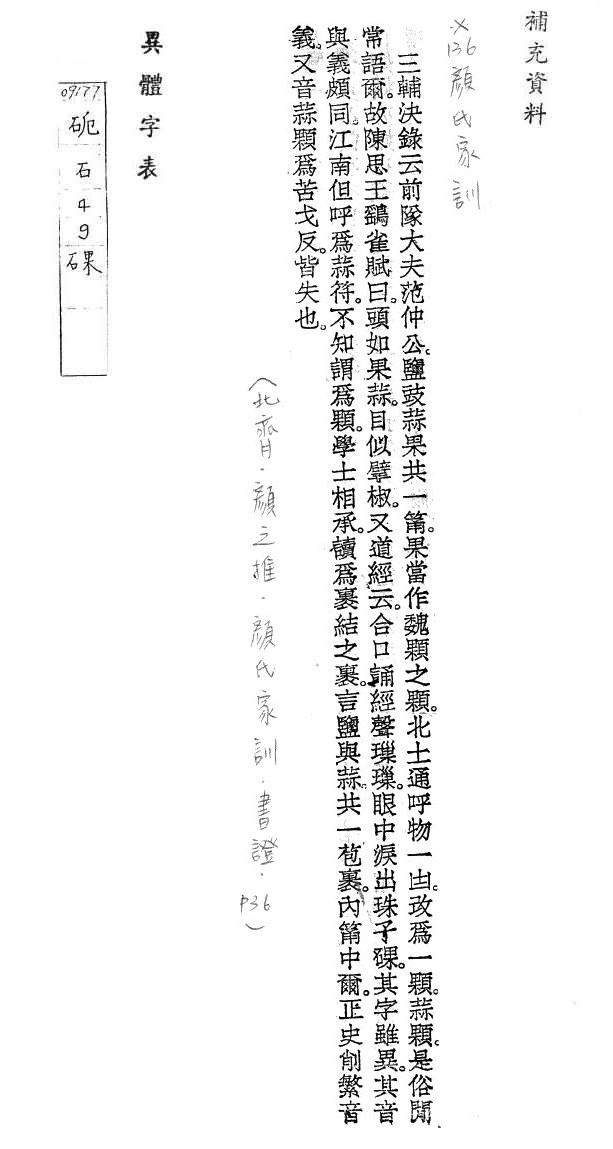 補充資料
×136顏氏家訓
三輔決錄云前隊大夫范仲公。鹽豉蒜果共一筩。果當作魏顆之顆。北土通呼物一凷。改爲一顆。蒜顆。是俗閒
常語爾。故陳思王鷂雀賦曰。頭如果蒜。目似擘椒。又道經云。合口誦經聲璅璅。眼中淚出珠子䃀。其字雖異。其音
與義頗同。江南但呼爲蒜符。不知謂爲顆。學士相承。讀爲裹結之裹。言鹽與蒜。共一苞裹。內筩中爾。正史削繁音
義。又音蒜顆爲苦戈反。皆失也。
(北齊.顏之推.顏氏家訓.書證.P36)
異體字表
09177
砈
石
4
9
䃀